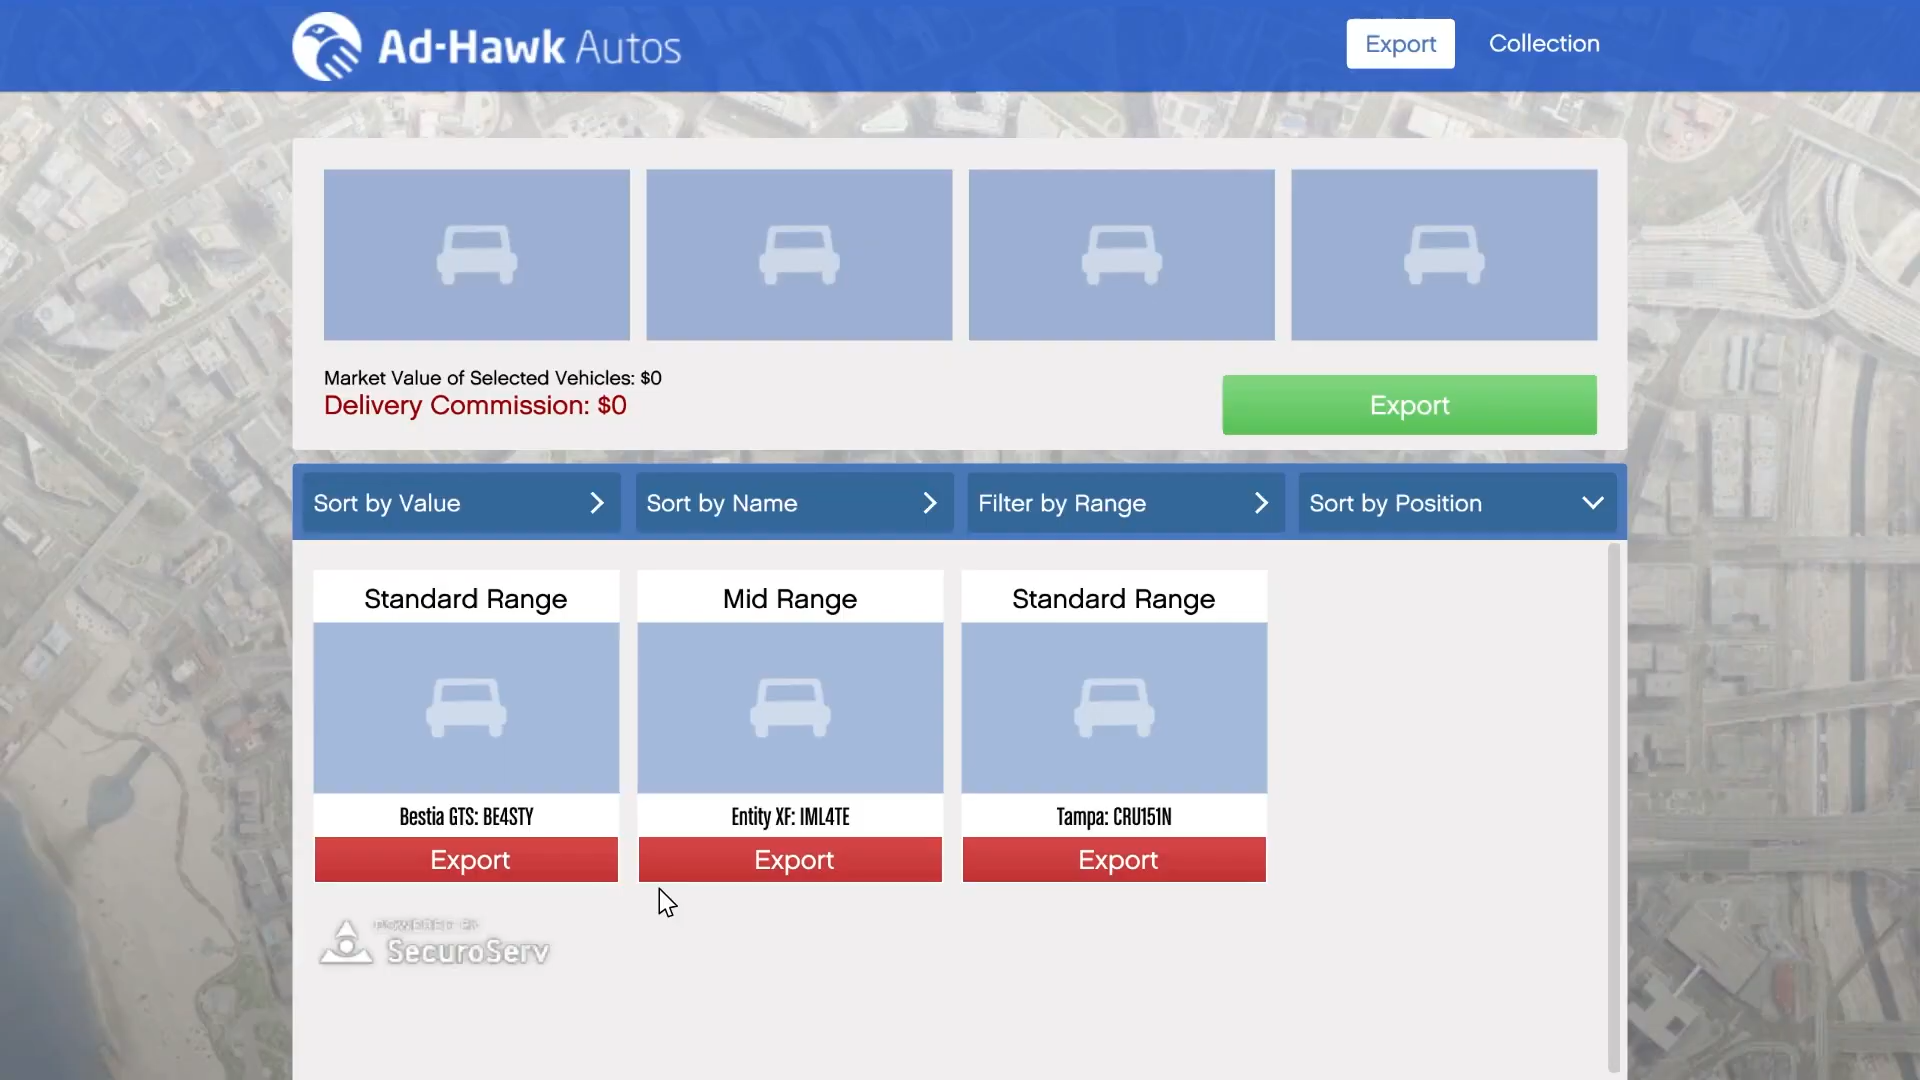 Ad-Hawk Autos
Export
Collection
Market Value of Selected Vehicles: $0
Delivery Commission: $0
Export
Sort by Value
Sort by Name
Filter by Range
Sort by Position
Standard Range
Mid Range
Standard Range
Bestia GTS: BE4STY
Entity XF: IML4TE
Tampa: CRU151N
Export
Export
Export
POWERED BY
SecuroServ